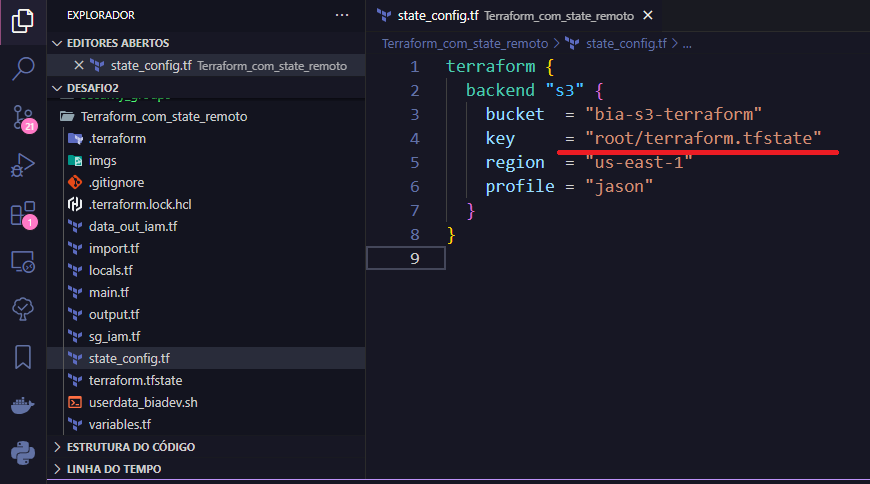 EXPLORADOR
EDITORES ABERTOS
state_config.tf Terraform_com_state_remoto
DESAFIO2
security_groups
Terraform_com_state_remoto
.terraform
imgs
.gitignore
.terraform.lock.hcl
data_out_iam.tf
import.tf
locals.tf
main.tf
output.tf
sg_iam.tf
state_config.tf
terraform.tfstate
userdata_biadev.sh
variables.tf
ESTRUTURA DO CÓDIGO
LINHA DO TEMPO
21
1
state_config.tf Terraform_com_state_remoto
Terraform_com_state_remoto > state_config.tf > ...
1 terraform {
2 backend "s3" {
3 bucket = "bia-s3-terraform"
4 key = "root/terraform.tfstate"
5 region = "us-east-1"
6 profile = "jason"
7 }
8 }
9